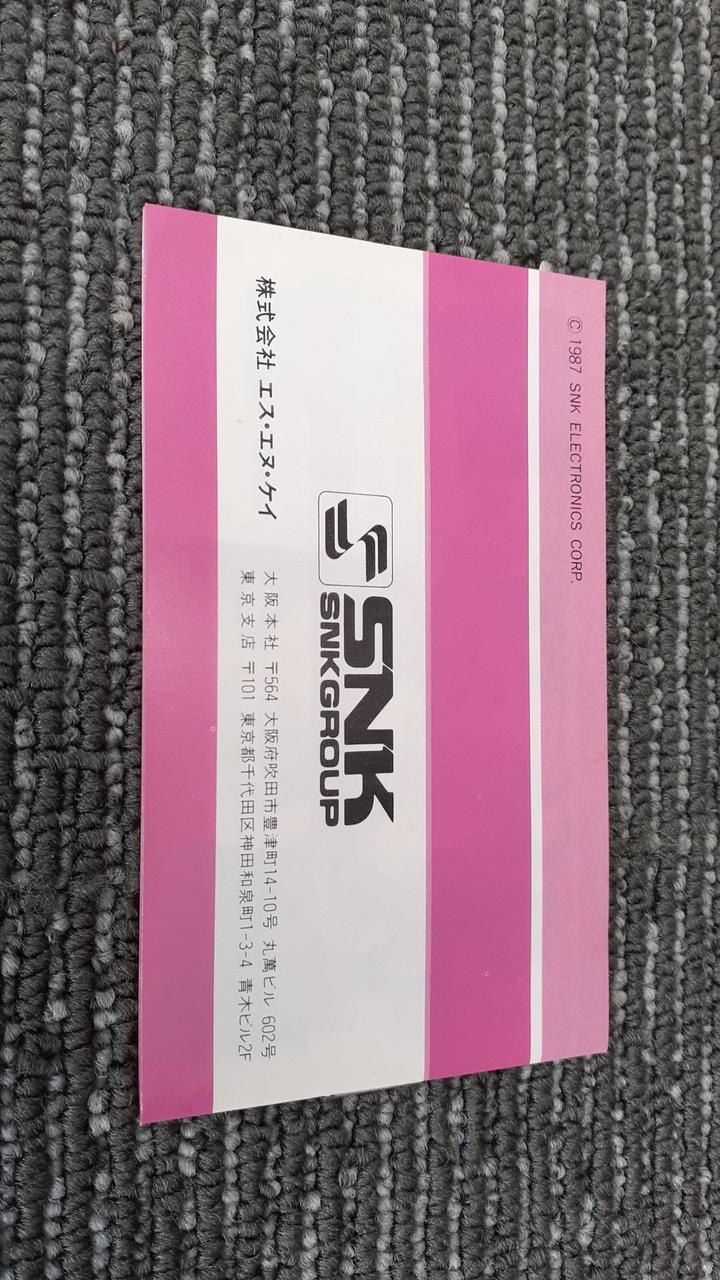 © 1987 SNK ELECTRONICS CORP.
SNK
SNKGROUP
株式会社 エス・エヌ・ケイ
大阪本社 〒564 大阪府吹田市豊津町14-10号 丸萬ビル 602号
東京支店 〒101 東京都千代田区神田和泉町1-3-4 青木ビル2F